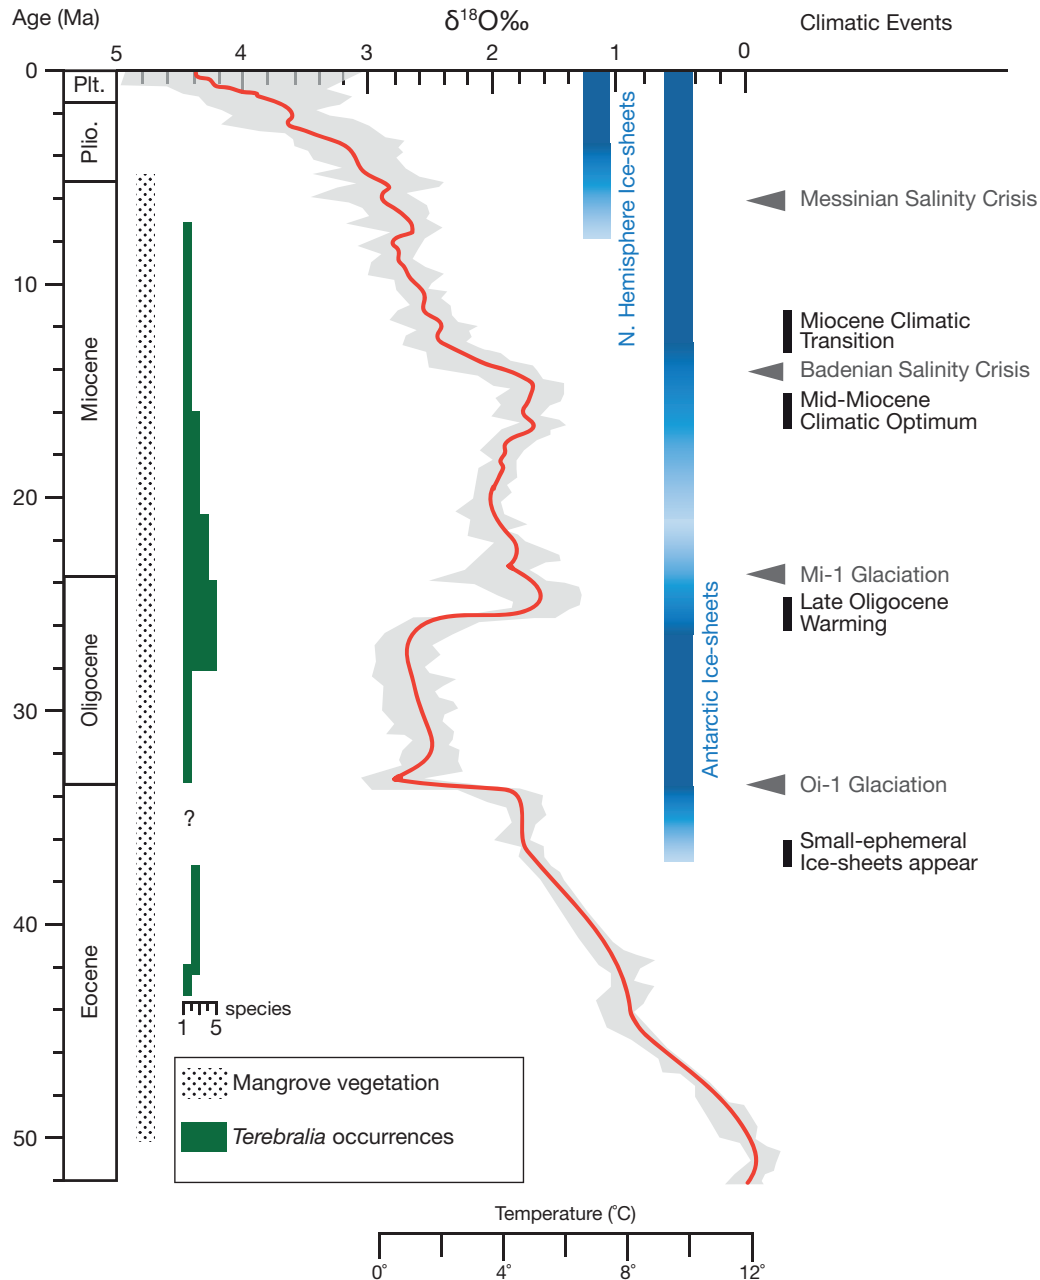 Age (Ma)
δ18O‰
Climatic Events
5
4
3
2
1
0
0
Plt.
Plio.
Miocene
Oligocene
Eocene
10
20
30
40
50
N. Hemisphere Ice-sheets
Antarctic Ice-sheets
Messinian Salinity Crisis
Miocene Climatic
Transition
Badenian Salinity Crisis
Mid-Miocene
Climatic Optimum
Mi-1 Glaciation
Late Oligocene
Warming
Oi-1 Glaciation
Small-ephemeral
Ice-sheets appear
?
species
1
5
Mangrove vegetation
Terebralia occurrences
Temperature (˚C)
0˚
4˚
8˚
12˚